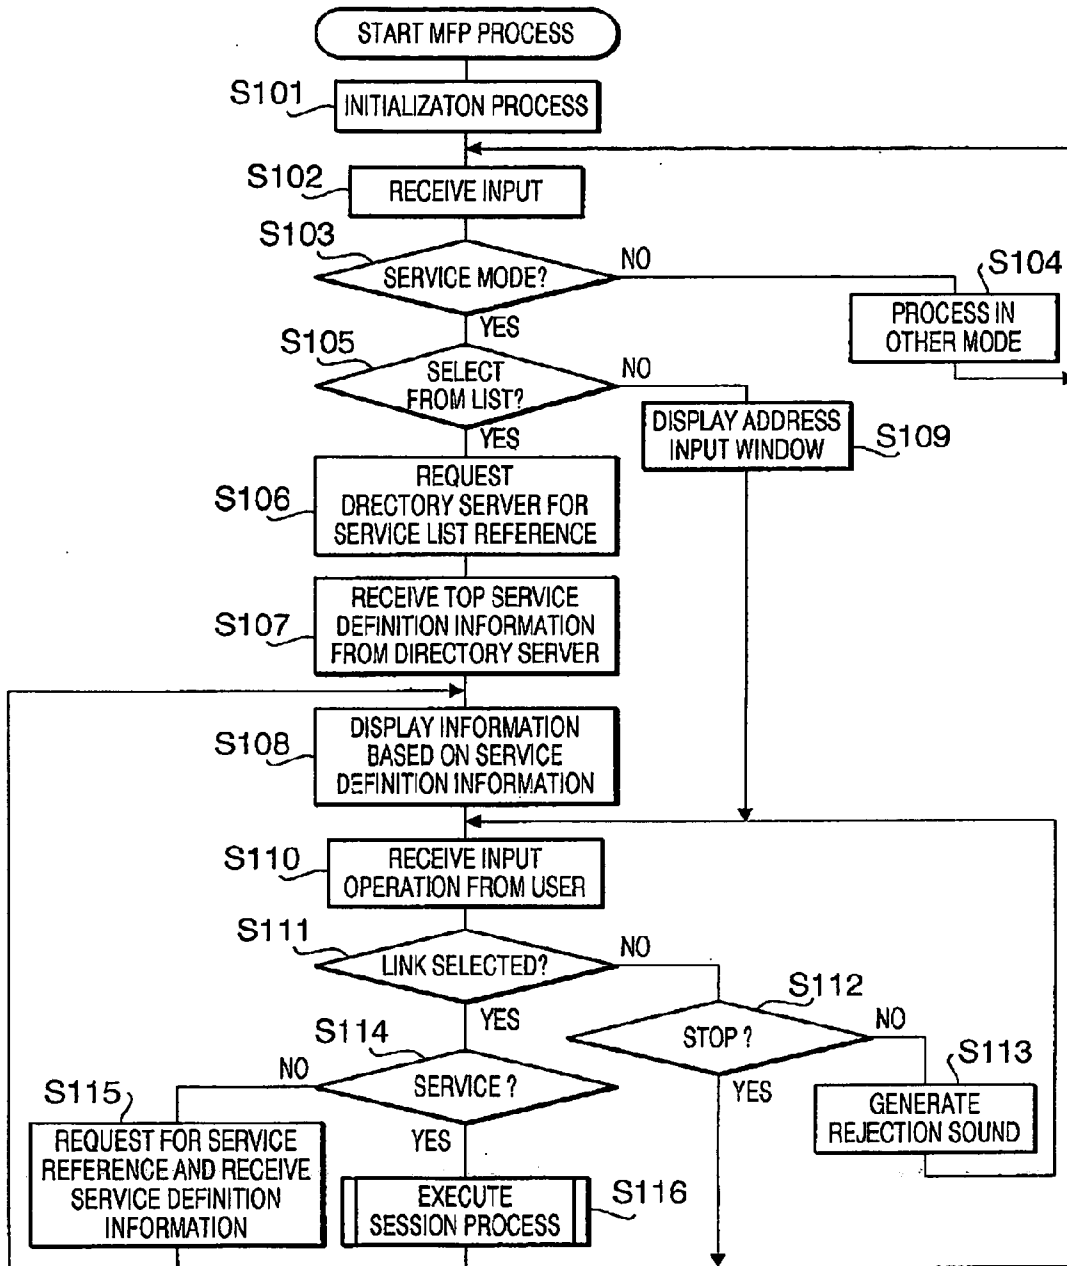 START MFP PROCESS
S101
INITIALIZATON PROCESS
S102
RECEIVE INPUT
S103
SERVICE MODE?
NO
YES
S104
PROCESS IN
OTHER MODE
S105
SELECT
FROM LIST?
NO
YES
DISPLAY ADDRESS
INPUT WINDOW
S109
S106
REQUEST
DRECTORY SERVER FOR
SERVICE LIST REFERENCE
S107
RECEIVE TOP SERVICE
DEFINITION INFORMATION
FROM DIRECTORY SERVER
S108
DISPLAY INFORMATION
BASED ON SERVICE
DEFINITION INFORMATION
S110
RECEIVE INPUT
OPERATION FROM USER
S111
LINK SELECTED?
NO
YES
S112
STOP ?
NO
YES
S113
GENERATE
REJECTION SOUND
S114
SERVICE ?
NO
YES
S115
REQUEST FOR SERVICE
REFERENCE AND RECEIVE
SERVICE DEFINITION
INFORMATION
EXECUTE
SESSION PROCESS
S116